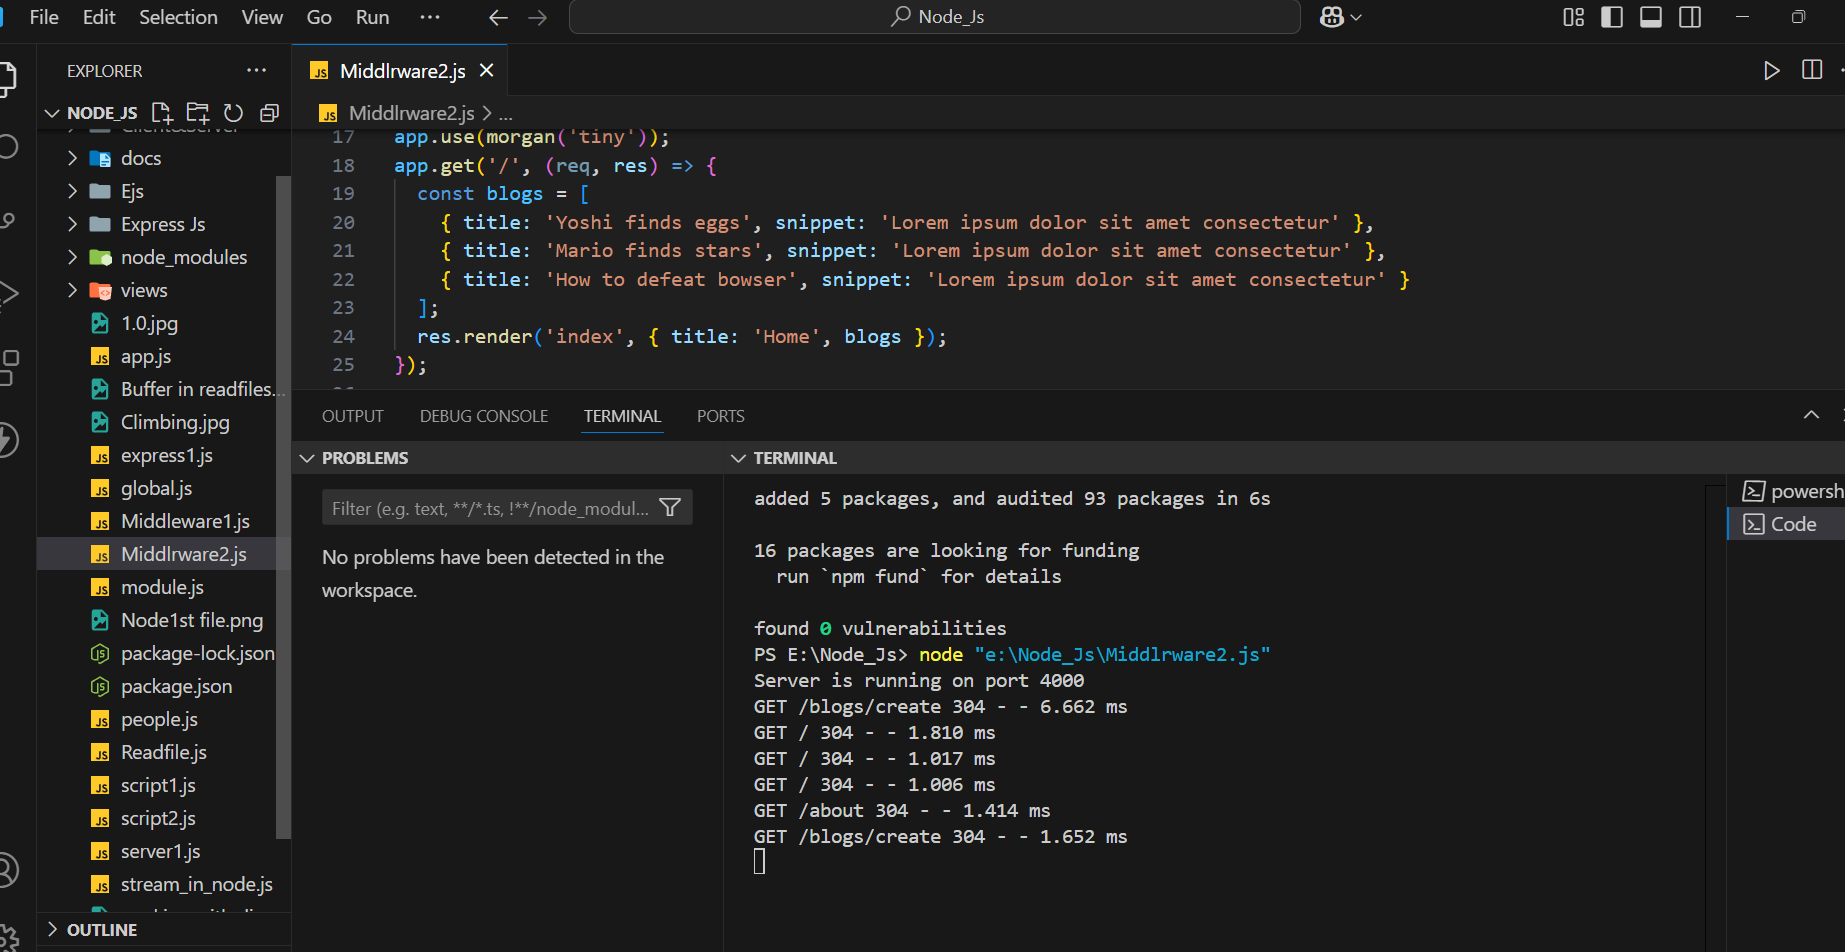 File Edit Selection View Go Run ··· Node_Js
EXPLORER ···
NODE_JS
docs
Ejs
Express Js
node_modules
views
1.0.jpg
app.js
Buffer in readfiles...
Climbing.jpg
express1.js
global.js
Middleware1.js
Middlrware2.js
module.js
Node1st file.png
package-lock.json
package.json
people.js
Readfile.js
script1.js
script2.js
server1.js
stream_in_node.js
OUTLINE
JS Middlrware2.js
JS Middlrware2.js > ...
17 app.use(morgan('tiny'));
18 app.get('/', (req, res) => {
19 const blogs = [
20 { title: 'Yoshi finds eggs', snippet: 'Lorem ipsum dolor sit amet consectetur' },
21 { title: 'Mario finds stars', snippet: 'Lorem ipsum dolor sit amet consectetur' },
22 { title: 'How to defeat bowser', snippet: 'Lorem ipsum dolor sit amet consectetur' }
23 ];
24 res.render('index', { title: 'Home', blogs });
25 });
OUTPUT DEBUG CONSOLE TERMINAL PORTS
PROBLEMS
Filter (e.g. text, **/*.ts, !**/node_modul...
No problems have been detected in the
workspace.
TERMINAL
added 5 packages, and audited 93 packages in 6s
16 packages are looking for funding
run `npm fund` for details
found 0 vulnerabilities
PS E:\Node_Js> node "e:\Node_Js\Middlrware2.js"
Server is running on port 4000
GET /blogs/create 304 - - 6.662 ms
GET / 304 - - 1.810 ms
GET / 304 - - 1.017 ms
GET / 304 - - 1.006 ms
GET /about 304 - - 1.414 ms
GET /blogs/create 304 - - 1.652 ms
powersh
Code